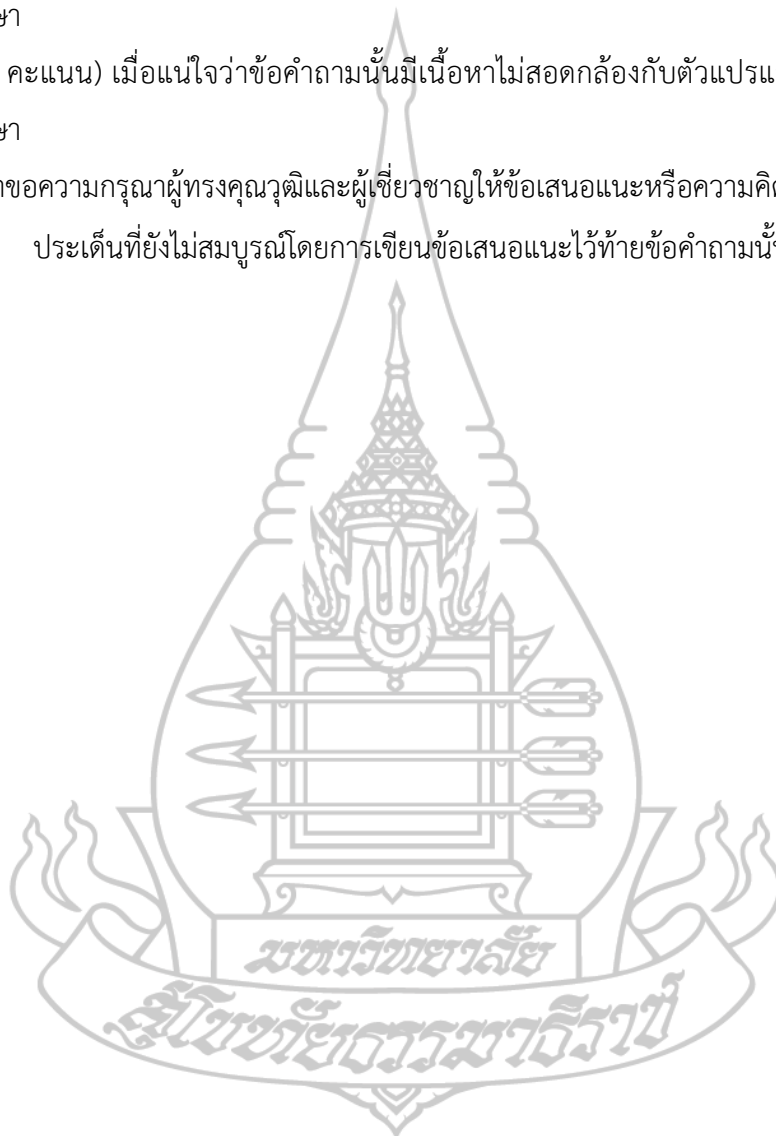 ษา
คะแนน) เมื่อแน่ใจว่าข้อคำถามนั้นมีเนื้อหาไม่สอดกล้องกับตัวแปรแ
ษา
าขอความกรุณาผู้ทรงคุณวุฒิและผู้เชี่ยวชาญให้ข้อเสนอแนะหรือความคิด
ประเด็นที่ยังไม่สมบูรณ์โดยการเขียนข้อเสนอแนะไว้ท้ายข้อคำถามนั้น
มหาวิทยาลัย
สุโขทัยธรรมาธิราช